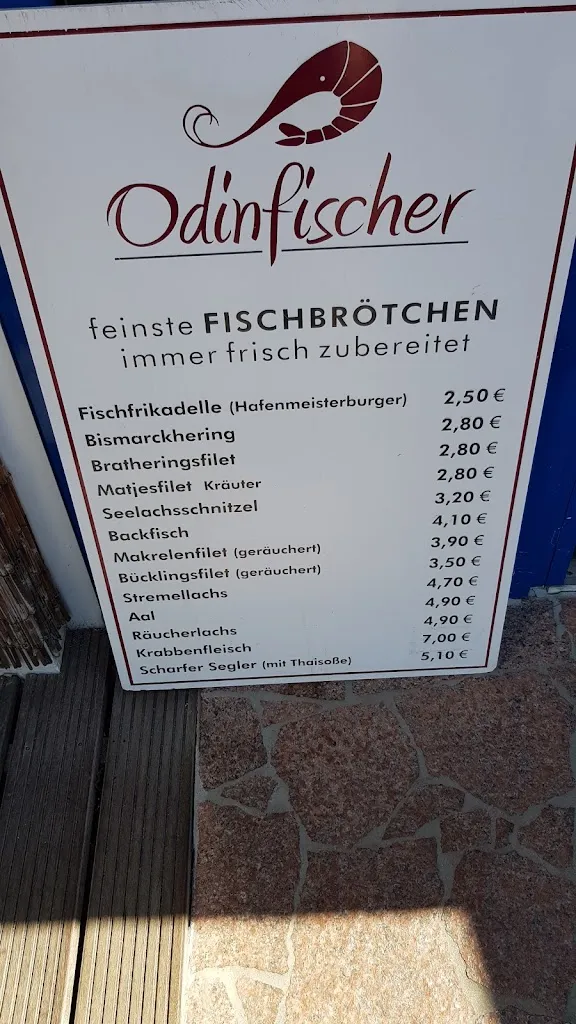 Odinfischer
feinste FISCHBRÖTCHEN
immer frisch zubereitet
Fischfrikadelle (Hafenmeisterburger) 2,50 €
Bismarckhering 2,80 €
Bratheringsfilet 2,80 €
Matjesfilet Kräuter 2,80 €
Seelachsschnitzel 3,20 €
Backfisch 4,10 €
Makrelenfilet (geräuchert) 3,90 €
Bücklingsfilet (geräuchert) 3,50 €
Stremellachs 4,70 €
Aal 4,90 €
Räucherlachs 4,90 €
Krabbenfleisch 7,00 €
Scharfer Segler (mit Thaisoße) 5,10 €